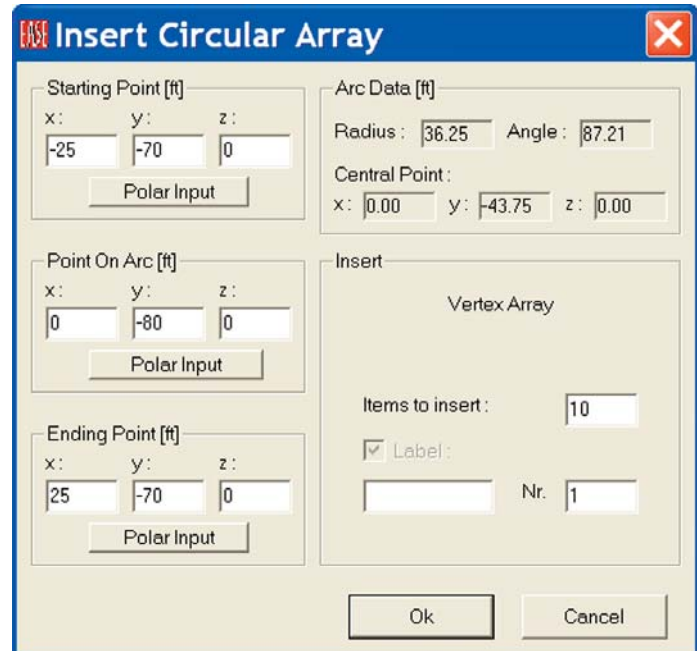 EASE Insert Circular Array
Starting Point [ft]
x: y: z:
-25 -70 0
Polar Input
Point On Arc [ft]
x: y: z:
0 -80 0
Polar Input
Ending Point [ft]
x: y: z:
25 -70 0
Polar Input
Arc Data [ft]
Radius: 36.25 Angle: 87.21
Central Point:
x: 0.00 y: -43.75 z: 0.00
Insert
Vertex Array
Items to insert: 10
Label:
Nr. 1
Ok Cancel